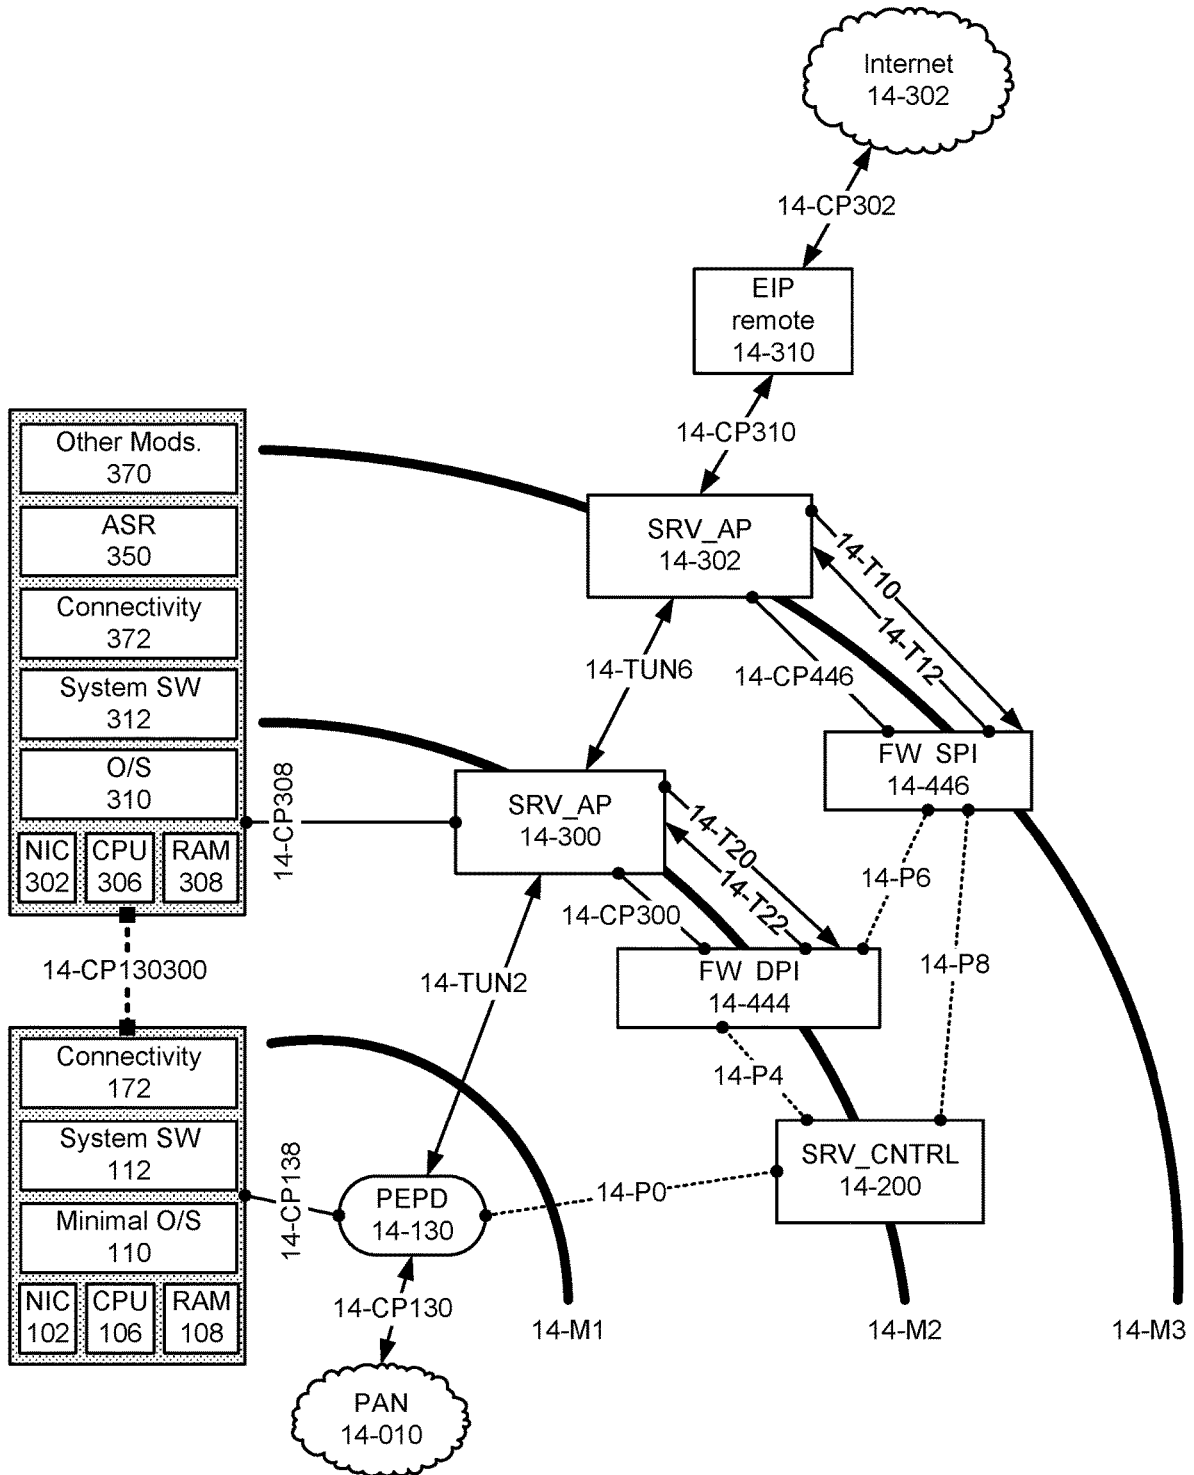 Internet
14-302
14-CP302
EIP
remote
14-310
14-CP310
Other Mods.
370
ASR
350
Connectivity
372
System SW
312
O/S
310
NIC
302
CPU
306
RAM
308
14-CP308
SRV_AP
14-302
14-T10
14-T12
14-TUN6
14-CP446
FW_SPI
14-446
SRV_AP
14-300
14-T20
14-T22
14-CP300
14-P6
14-CP130300
14-TUN2
FW_DPI
14-444
14-P8
14-P4
Connectivity
172
System SW
112
Minimal O/S
110
NIC
102
CPU
106
RAM
108
14-CP138
PEPD
14-130
14-P0
SRV_CNTRL
14-200
14-CP130
14-M1
14-M2
14-M3
PAN
14-010